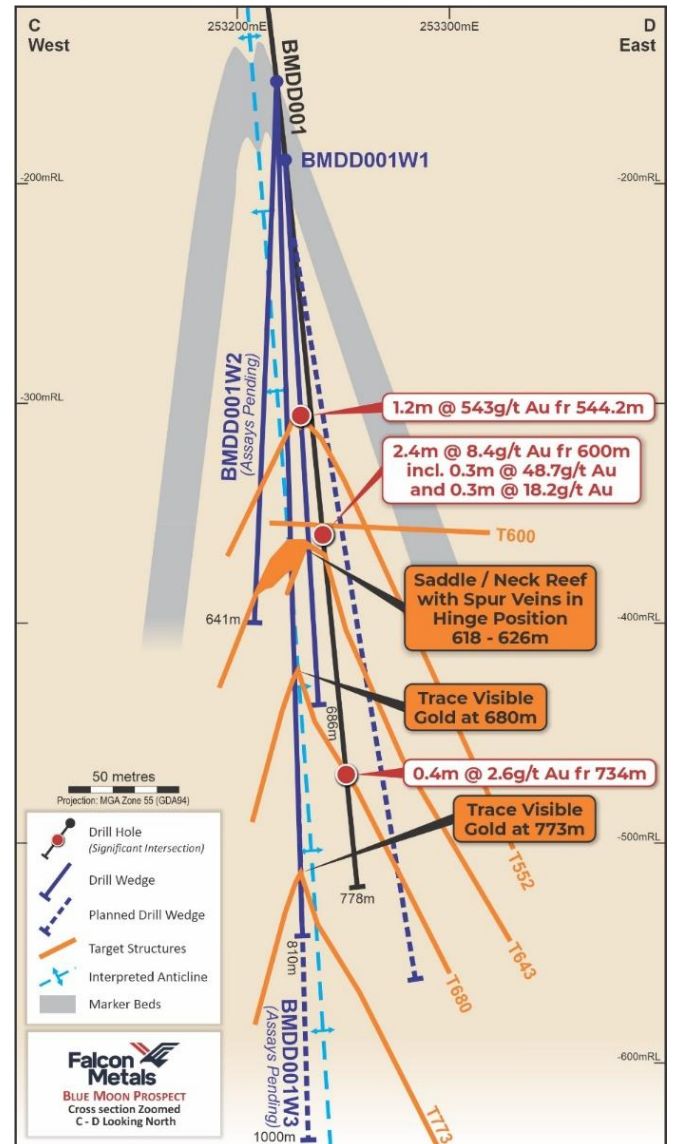 C
West
253200mE
253300mE
D
East
BMDD001
BMDD001W1
-200mRL
-200mRL
BMDD001W2
(Assays Pending)
-300mRL
-300mRL
1.2m @ 543g/t Au fr 544.2m
2.4m @ 8.4g/t Au fr 600m
incl. 0.3m @ 48.7g/t Au
and 0.3m @ 18.2g/t Au
T600
Saddle / Neck Reef
with Spur Veins in
Hinge Position
618 - 626m
641m
-400mRL
686m
Trace Visible
Gold at 680m
0.4m @ 2.6g/t Au fr 734m
Trace Visible
Gold at 773m
50 metres
Projection: MGA Zone 55 (GDA94)
Drill Hole
(Significant Intersection)
Drill Wedge
Planned Drill Wedge
Target Structures
Interpreted Anticline
Marker Beds
-500mRL
778m
T552
T643
T680
810m
BMDD001W3
(Assays Pending)
-600mRL
T773
1000m
Falcon
Metals
BLUE MOON PROSPECT
Cross section Zoomed
C - D Looking North